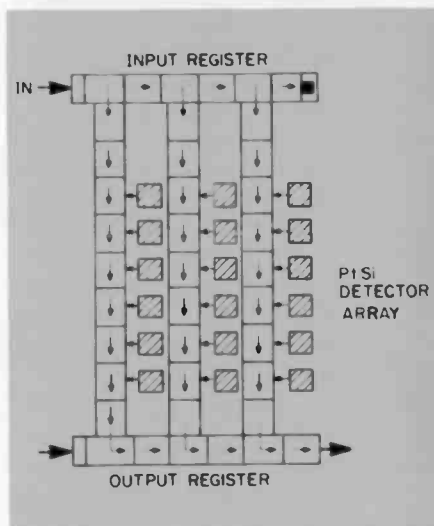 INPUT REGISTER
IN
PtSi
DETECTOR
ARRAY
OUTPUT REGISTER